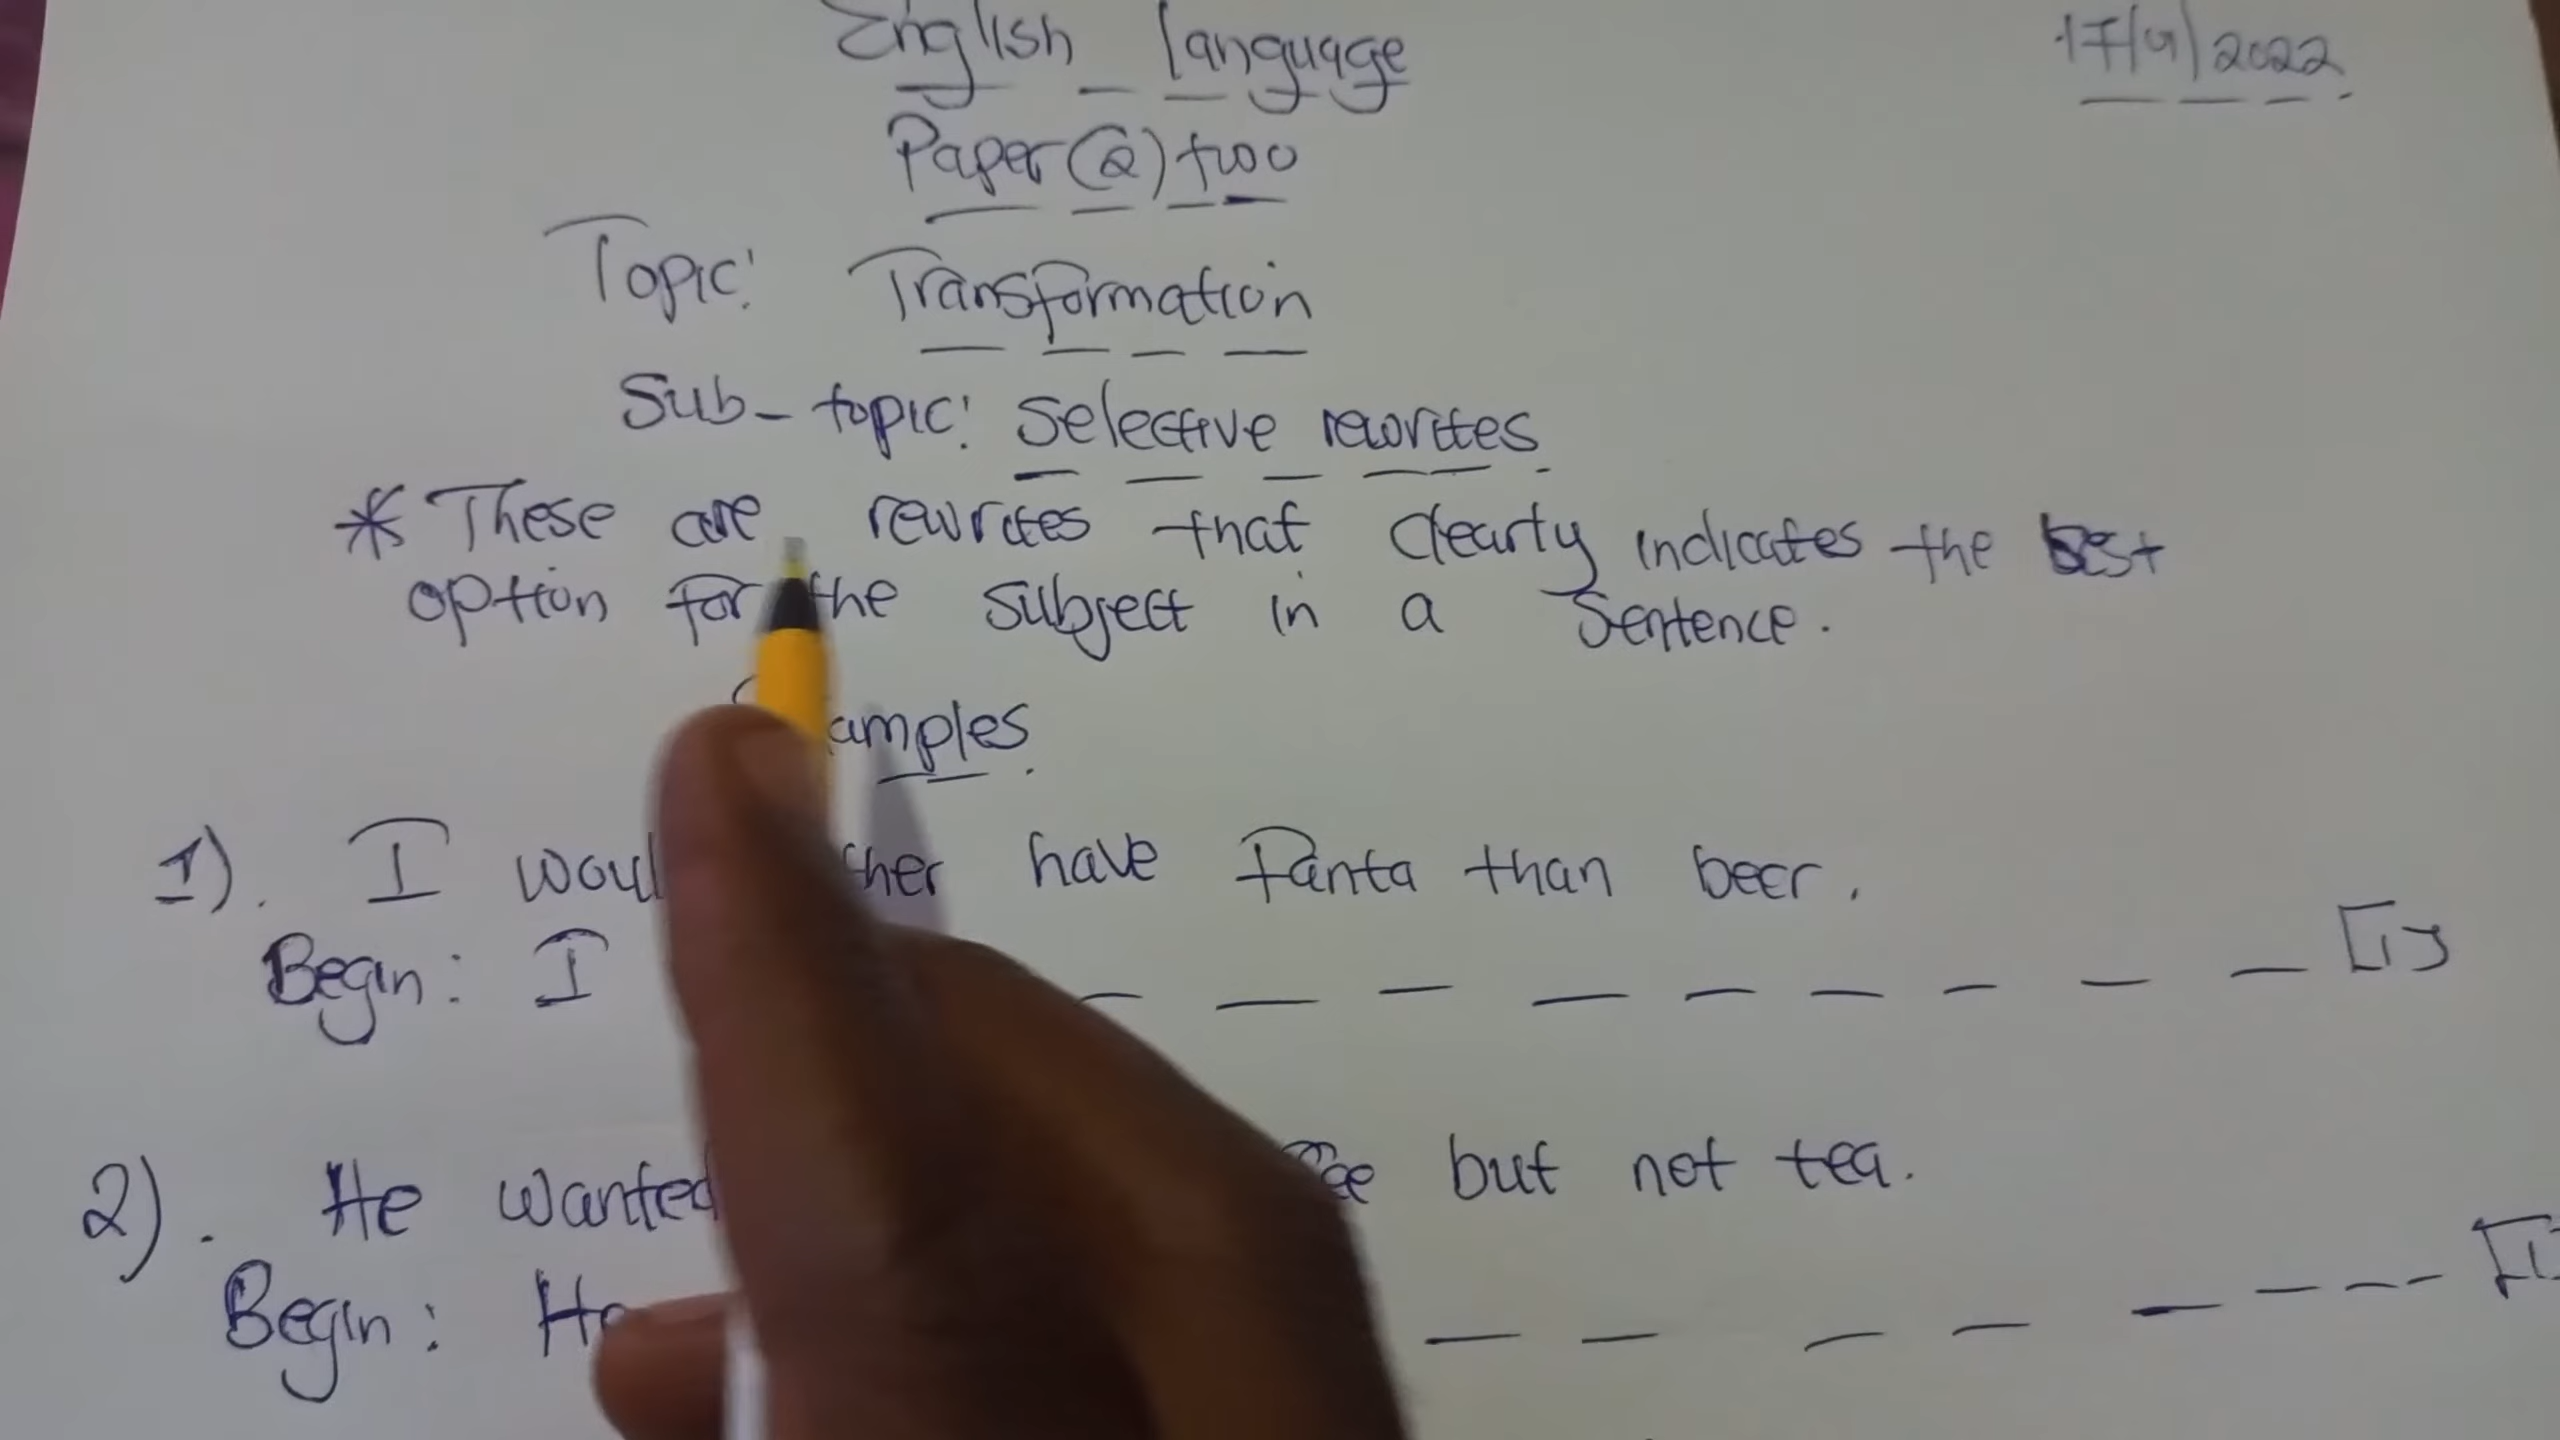 English language
17/9/2022
Paper (2) two
Topic: Transformation
Sub-topic: Selective rewrites.
* These are rewrites that clearly indicates the best
option for the subject in a sentence.
amples.
1). I have Fanta than beer.
Begin: I [1]
2). He wanted but not tea.
Begin: He